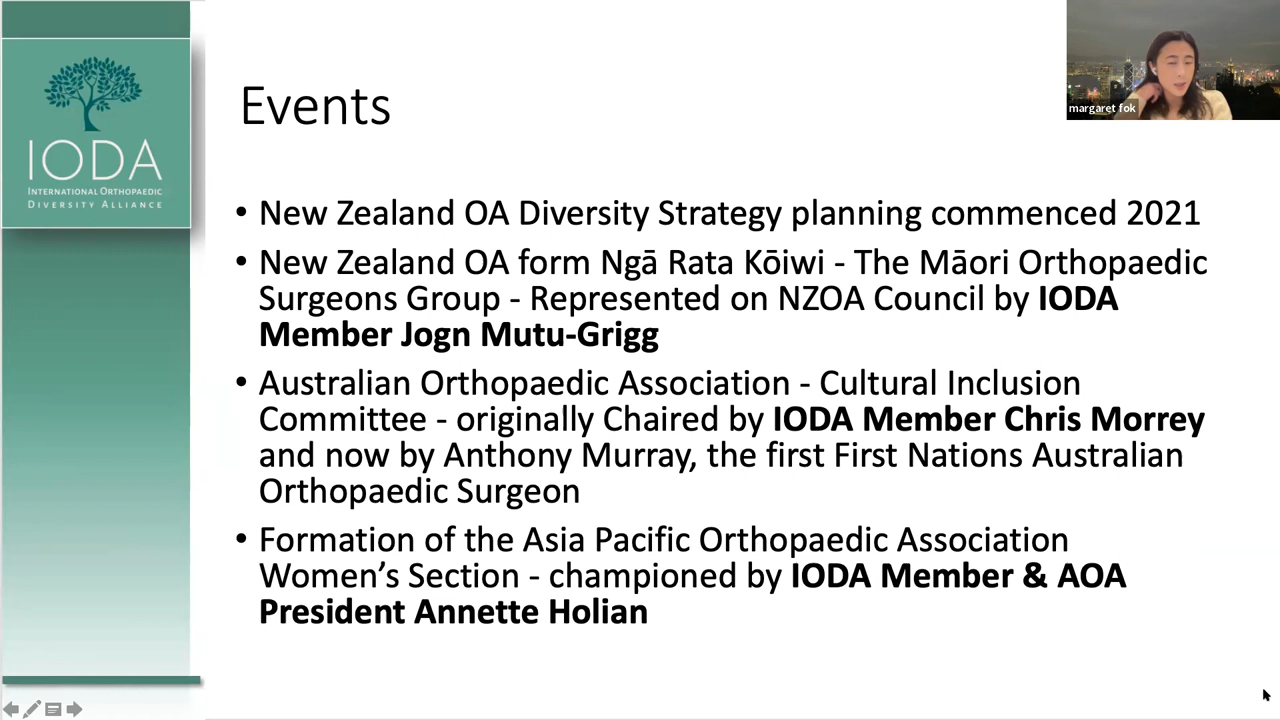 IODA
INTERNATIONAL ORTHOPAEDIC
DIVERSITY ALLIANCE
Events
margaret fok
• New Zealand OA Diversity Strategy planning commenced 2021
• New Zealand OA form Ngā Rata Kōiwi - The Māori Orthopaedic
Surgeons Group - Represented on NZOA Council by IODA
Member Jogn Mutu-Grigg
• Australian Orthopaedic Association - Cultural Inclusion
Committee - originally Chaired by IODA Member Chris Morrey
and now by Anthony Murray, the first First Nations Australian
Orthopaedic Surgeon
• Formation of the Asia Pacific Orthopaedic Association
Women’s Section - championed by IODA Member & AOA
President Annette Holian